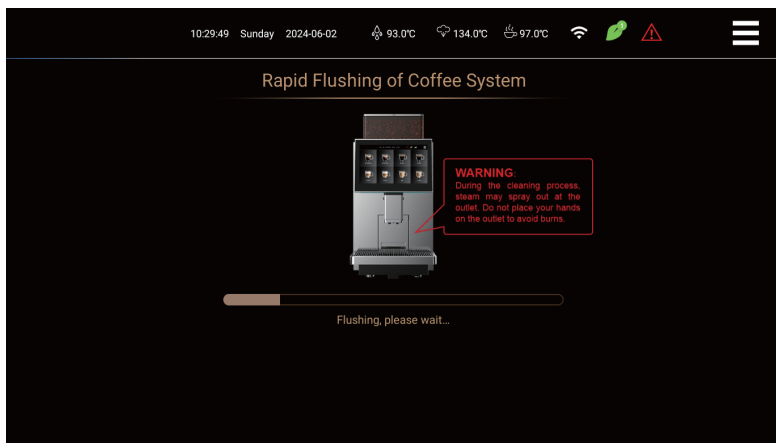 10:29:49 Sunday 2024-06-02 93.0℃ 134.0℃ 97.0℃ 1
Rapid Flushing of Coffee System
WARNING:
During the cleaning process,
steam may spray out at the
outlet. Do not place your hands
on the outlet to avoid burns.
Flushing, please wait...